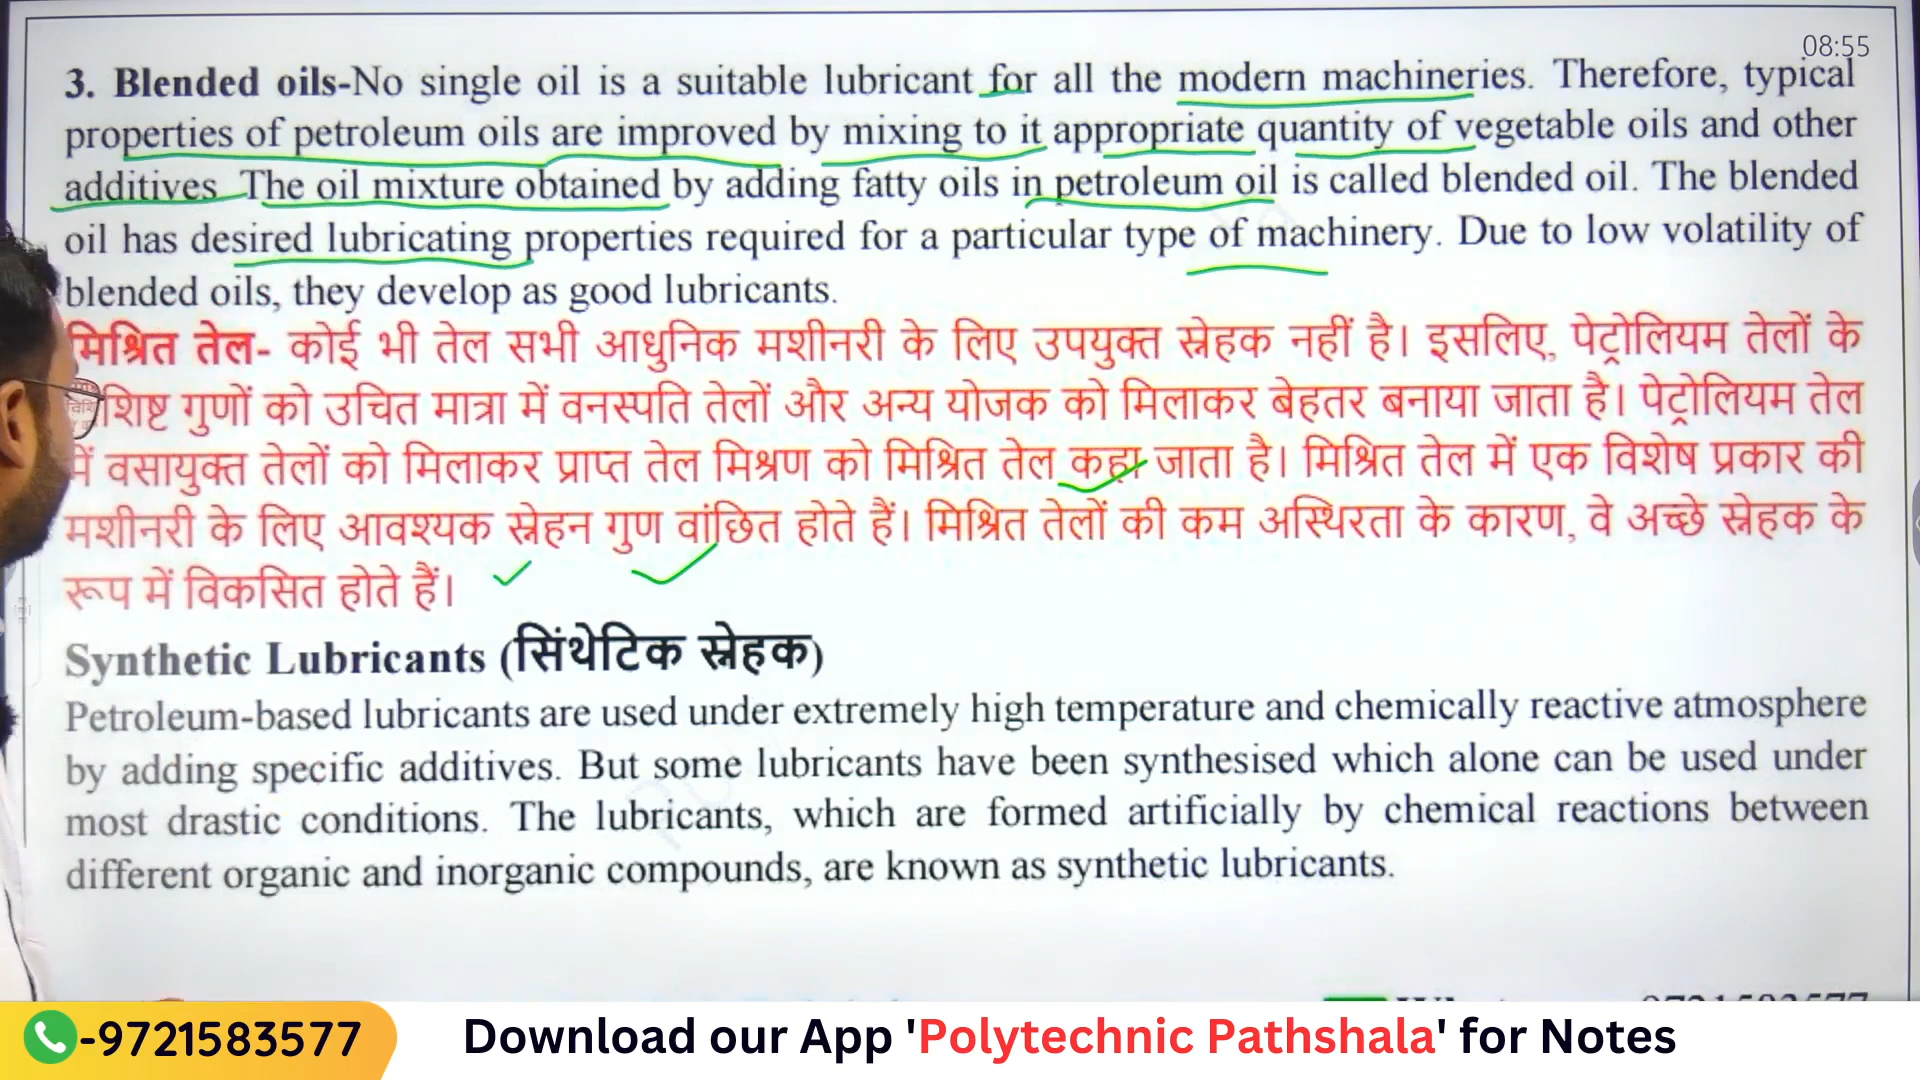 08:55
3. Blended oils-No single oil is a suitable lubricant for all the modern machineries. Therefore, typical
properties of petroleum oils are improved by mixing to it appropriate quantity of vegetable oils and other
additives. The oil mixture obtained by adding fatty oils in petroleum oil is called blended oil. The blended
oil has desired lubricating properties required for a particular type of machinery. Due to low volatility of
blended oils, they develop as good lubricants.
मिश्रित तेल- कोई भी तेल सभी आधुनिक मशीनरी के लिए उपयुक्त स्नेहक नहीं है। इसलिए, पेट्रोलियम तेलों के
विशिष्ट गुणों को उचित मात्रा में वनस्पति तेलों और अन्य योजक को मिलाकर बेहतर बनाया जाता है। पेट्रोलियम तेल
में वसायुक्त तेलों को मिलाकर प्राप्त तेल मिश्रण को मिश्रित तेल कहा जाता है। मिश्रित तेल में एक विशेष प्रकार की
मशीनरी के लिए आवश्यक स्नेहन गुण वांछित होते हैं। मिश्रित तेलों की कम अस्थिरता के कारण, वे अच्छे स्नेहक के
रूप में विकसित होते हैं।
Synthetic Lubricants (सिंथेटिक स्नेहक)
Petroleum-based lubricants are used under extremely high temperature and chemically reactive atmosphere
by adding specific additives. But some lubricants have been synthesised which alone can be used under
most drastic conditions. The lubricants, which are formed artificially by chemical reactions between
different organic and inorganic compounds, are known as synthetic lubricants.
-9721583577
Download our App 'Polytechnic Pathshala' for Notes